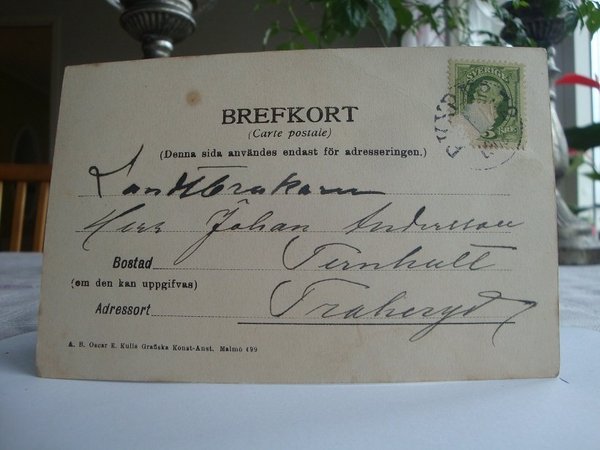 SVERIGE
BREFKORT
(Carte postale)
(Denna sida användes endast för adresseringen.)
Landtbrukaren
Herr Johan Andersson
Bostad Ternhult
(om den kan uppgifvas)
Adressort Traheryd
A. B. Oscar E. Kulls Grafiska Konst-Anst. Malmö 499